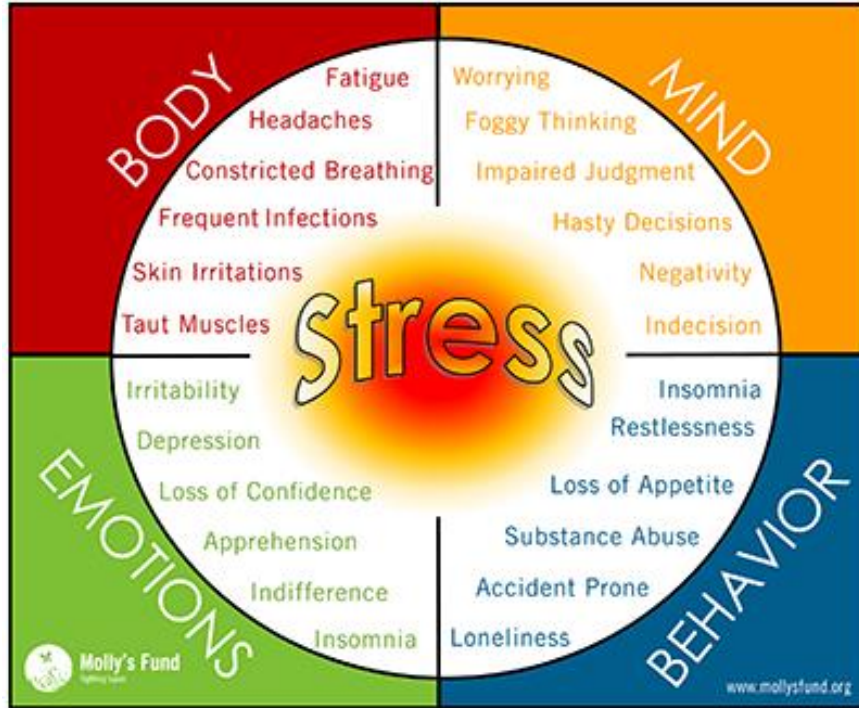 BODY
Fatigue
Headaches
Constricted Breathing
Frequent Infections
Skin Irritations
Taut Muscles
MIND
Worrying
Foggy Thinking
Impaired Judgment
Hasty Decisions
Negativity
Indecision
Stress
EMOTIONS
Irritability
Depression
Loss of Confidence
Apprehension
Indifference
Insomnia
BEHAVIOR
Insomnia
Restlessness
Loss of Appetite
Substance Abuse
Accident Prone
Loneliness
Molly's Fund
fighting lupus
www.mollysfund.org